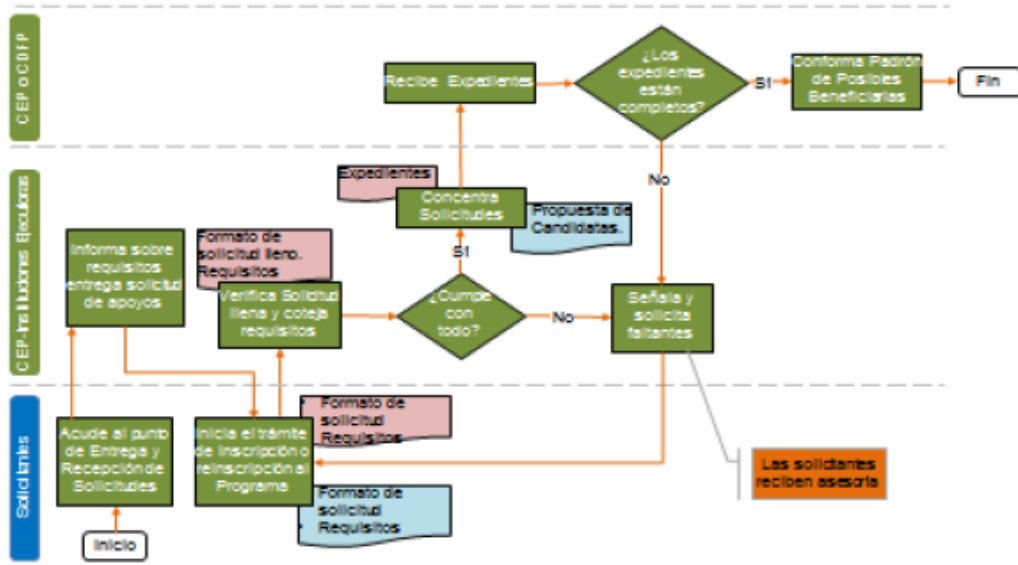 CEP o CDFP
Recibe Expedientes
¿Los
expedientes
están
completos?
SI
Conforma Padrón
de Posibles
Beneficiarias
Fin
No
CEP-Instituciones Ejecutoras
Informa sobre
requisitos
entrega solicitud
de apoyos
Formato de
solicitud lleno.
Requisitos
Verifica Solicitud
llena y coteja
requisitos
Expedientes
Concentra
Solicitudes
Propuesta de
Candidatas.
SI
¿Cumple
con
todo?
No
Señala y
solicita
faltantes
Solicitantes
Acude al punto
de Entrega y
Recepción de
Solicitudes
Inicio
Inicia el trámite
de Inscripción o
reinscripción al
Programa
• Formato de
solicitud
Requisitos
• Formato de
solicitud
• Requisitos
Las solicitantes
reciben asesoría